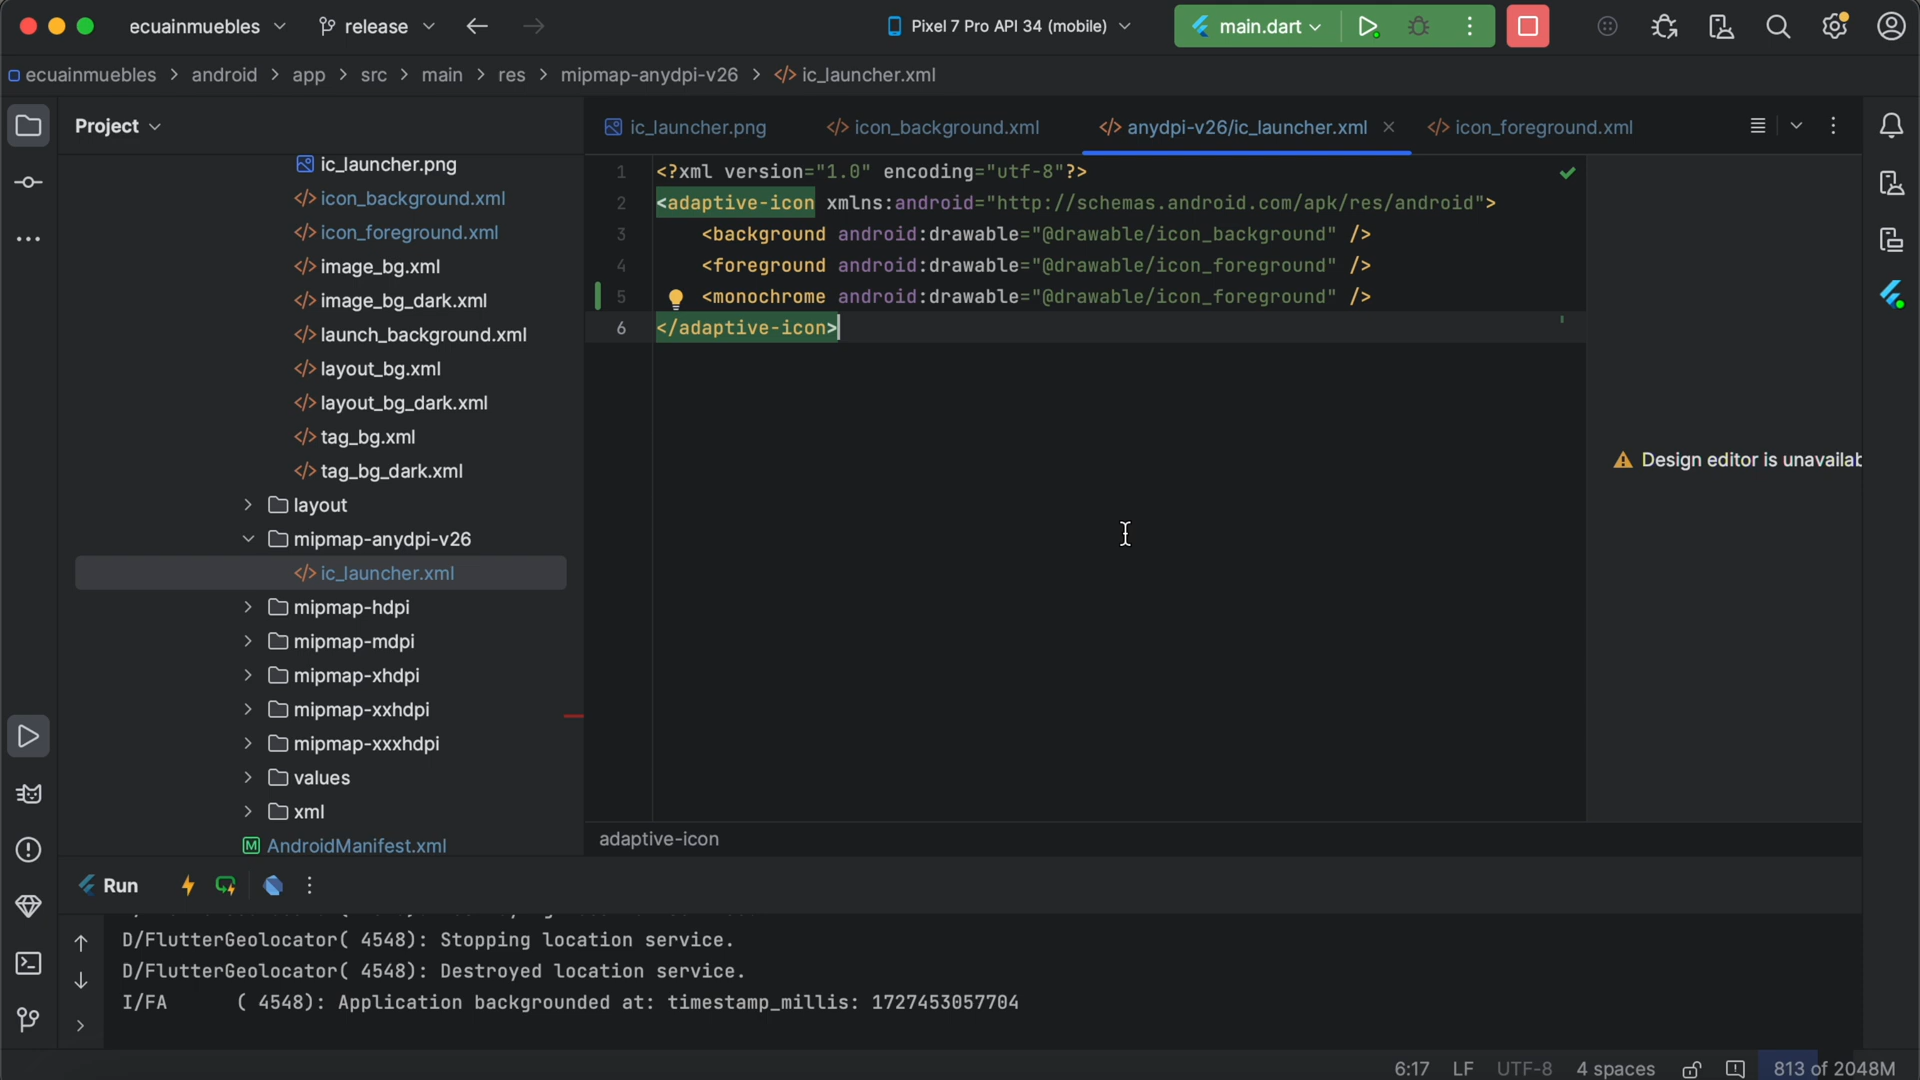 ecuainmuebles
release
Pixel 7 Pro API 34 (mobile)
main.dart
ecuainmuebles > android > app > src > main > res > mipmap-anydpi-v26 > </> ic_launcher.xml
Project
ic_launcher.png
</> icon_background.xml
</> anydpi-v26/ic_launcher.xml
</> icon_foreground.xml
ic_launcher.png
</> icon_background.xml
</> icon_foreground.xml
</> image_bg.xml
</> image_bg_dark.xml
</> launch_background.xml
</> layout_bg.xml
</> layout_bg_dark.xml
</> tag_bg.xml
</> tag_bg_dark.xml
layout
mipmap-anydpi-v26
</> ic_launcher.xml
mipmap-hdpi
mipmap-mdpi
mipmap-xhdpi
mipmap-xxhdpi
mipmap-xxxhdpi
values
xml
M AndroidManifest.xml
1 <?xml version="1.0" encoding="utf-8"?>
2 <adaptive-icon xmlns:android="http://schemas.android.com/apk/res/android">
3 <background android:drawable="@drawable/icon_background" />
4 <foreground android:drawable="@drawable/icon_foreground" />
5 <monochrome android:drawable="@drawable/icon_foreground" />
6 </adaptive-icon>
Design editor is unavailab
adaptive-icon
Run
D/FlutterGeolocator( 4548): Stopping location service.
D/FlutterGeolocator( 4548): Destroyed location service.
I/FA ( 4548): Application backgrounded at: timestamp_millis: 1727453057704
6:17 LF UTF-8 4 spaces 813 of 2048M